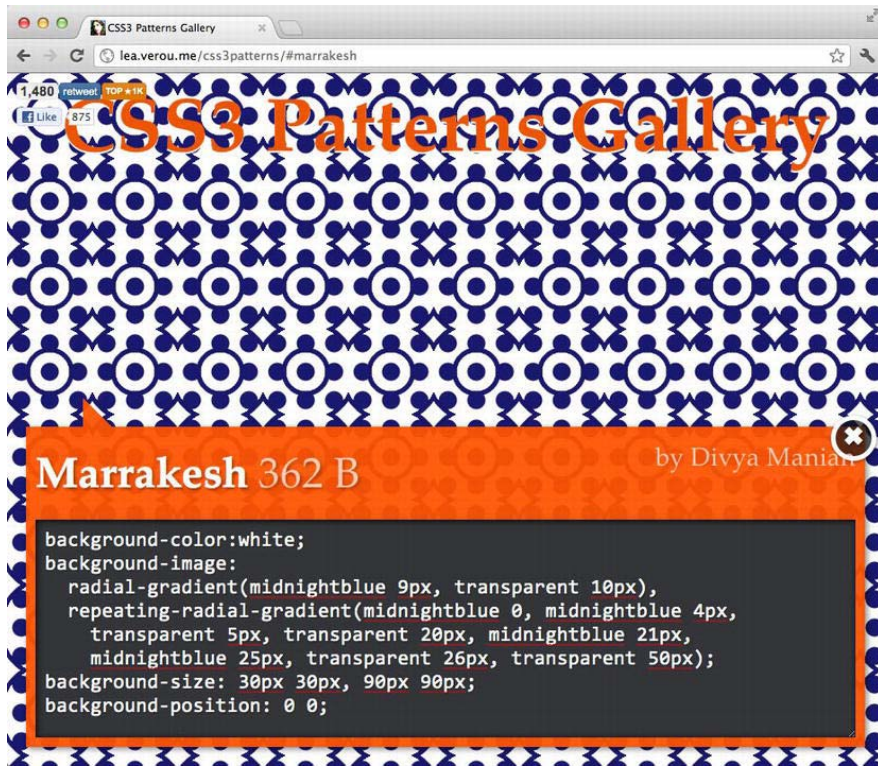 CSS3 Patterns Gallery
lea.verou.me/css3patterns/#marrakesh
1,480 retweet TOP★1K
Like 875
CSS3 Patterns Gallery
Marrakesh 362 B
by Divya Manian
background-color:white;
background-image:
radial-gradient(midnightblue 9px, transparent 10px),
repeating-radial-gradient(midnightblue 0, midnightblue 4px,
transparent 5px, transparent 20px, midnightblue 21px,
midnightblue 25px, transparent 26px, transparent 50px);
background-size: 30px 30px, 90px 90px;
background-position: 0 0;